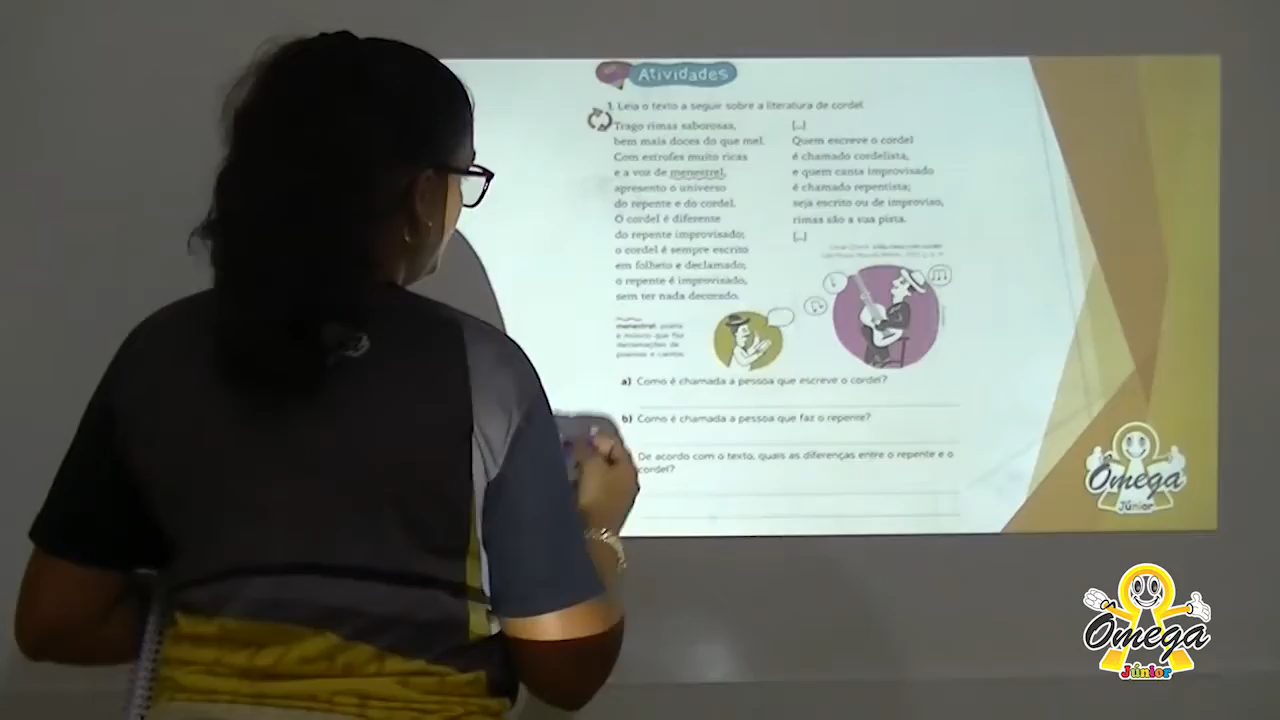 Atividades
1. Leia o texto a seguir sobre a literatura de cordel.
Trago rimas saborosas,
bem mais doces do que mel.
Com estrofes muito ricas
e a voz de menestrel,
apresento o universo
do repente e do cordel.
O cordel é diferente
do repente improvisado;
o cordel é sempre escrito
em folheto e declamado;
o repente é improvisado,
sem ter nada decorado.
[...]
Quem escreve o cordel
é chamado cordelista,
e quem canta improvisado
é chamado repentista;
seja escrito ou de improviso,
rimas são a sua pista.
[...]
menestrel: poeta
e músico que faz
declamações de
poemas e cantos.
a) Como é chamada a pessoa que escreve o cordel?
b) Como é chamada a pessoa que faz o repente?
De acordo com o texto, quais as diferenças entre o repente e o
cordel?
Ômega
Júnior
Ômega
Júnior